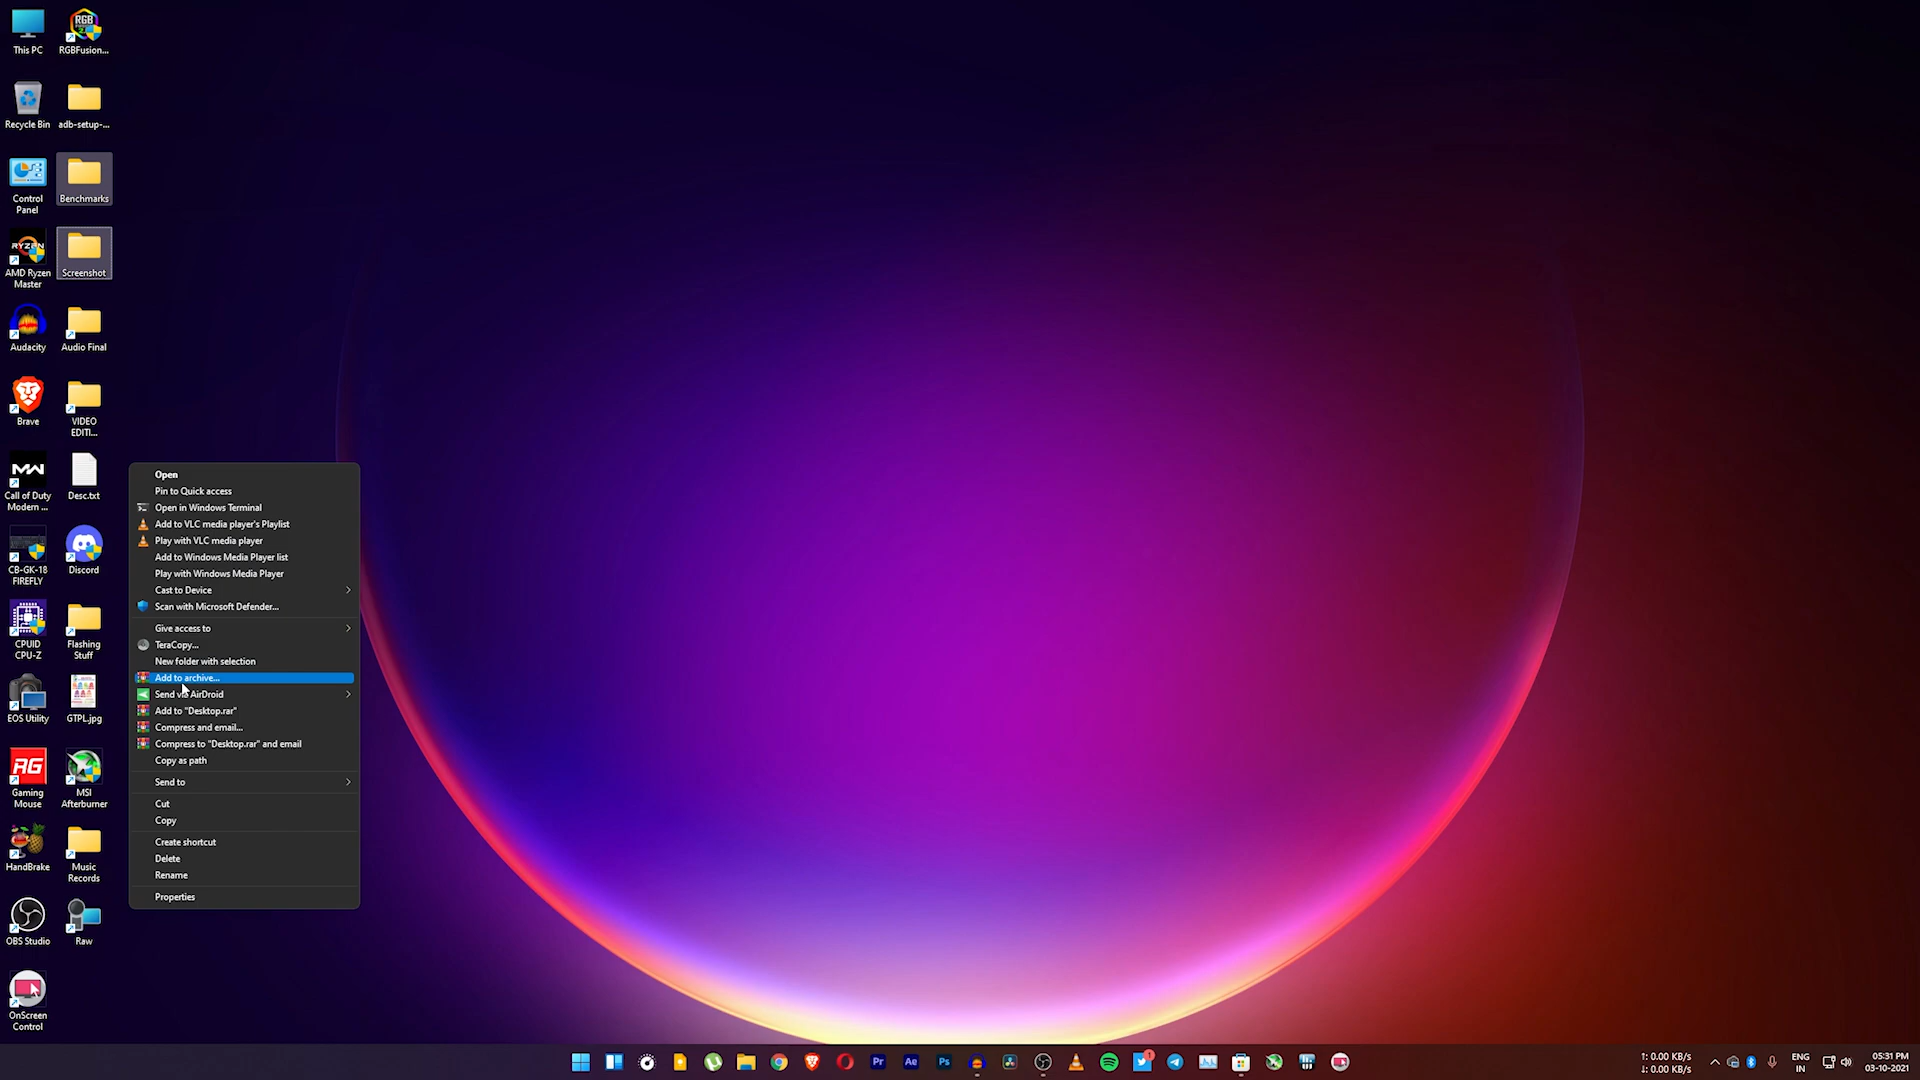 This PC
RGB
RGBFusion...
Recycle Bin
adb-setup-...
Control
Panel
Benchmarks
RYZEN
AMD Ryzen
Master
Screenshot
Audacity
Audio Final
Brave
VIDEO
EDITI...
MW
Call of Duty
Modern ...
Desc.txt
CB-GK-18
FIREFLY
Discord
CPUID
CPU-Z
Flashing
Stuff
EOS Utility
GTPL.jpg
RG
Gaming
Mouse
MSI
Afterburner
HandBrake
Music
Records
OBS Studio
Raw
OnScreen
Control
Open
Pin to Quick access
Open in Windows Terminal
Add to VLC media player's Playlist
Play with VLC media player
Add to Windows Media Player list
Play with Windows Media Player
Cast to Device
Scan with Microsoft Defender...
Give access to
TeraCopy...
New folder with selection
Add to archive...
Send via AirDroid
Add to "Desktop.rar"
Compress and email...
Compress to "Desktop.rar" and email
Copy as path
Send to
Cut
Copy
Create shortcut
Delete
Rename
Properties
Pr
Ae
Ps
1
↑: 0.00 KB/s
↓: 0.00 KB/s
ENG
IN
05:31 PM
03-10-2021